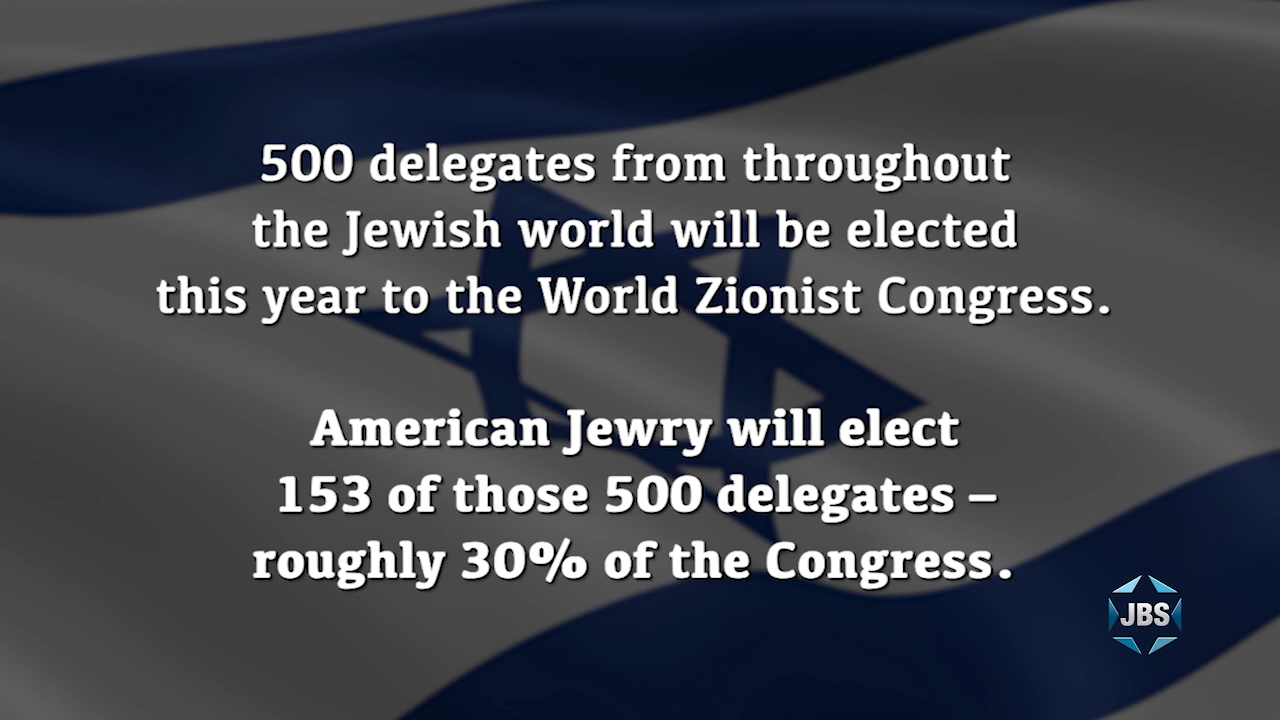 500 delegates from throughout
the Jewish world will be elected
this year to the World Zionist Congress.
American Jewry will elect
153 of those 500 delegates –
roughly 30% of the Congress.
JBS